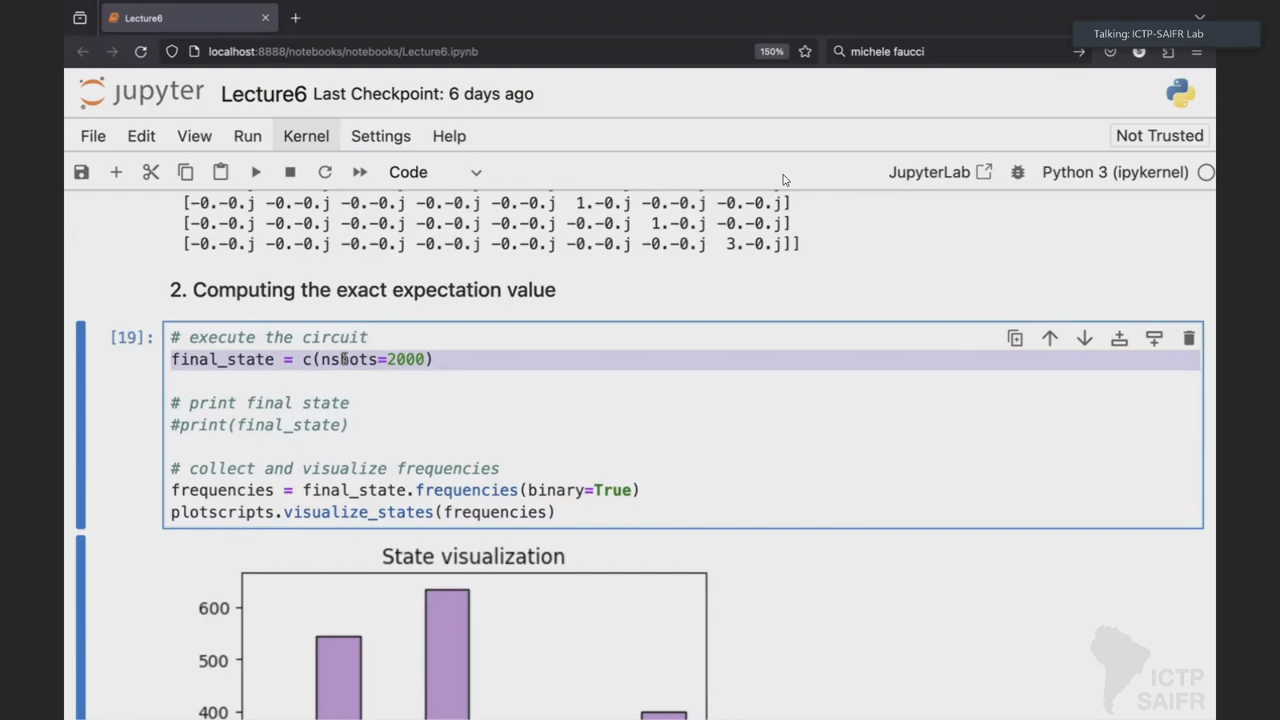 Lecture6
Talking: ICTP-SAIFR Lab
localhost:8888/notebooks/notebooks/Lecture6.ipynb
150%
michele faucci
jupyter Lecture6 Last Checkpoint: 6 days ago
File Edit View Run Kernel Settings Help
Not Trusted
Code
JupyterLab
Python 3 (ipykernel)
[-0.-0.j -0.-0.j -0.-0.j -0.-0.j -0.-0.j  1.-0.j -0.-0.j -0.-0.j]
[-0.-0.j -0.-0.j -0.-0.j -0.-0.j -0.-0.j -0.-0.j  1.-0.j -0.-0.j]
[-0.-0.j -0.-0.j -0.-0.j -0.-0.j -0.-0.j -0.-0.j -0.-0.j  3.-0.j]]
2. Computing the exact expectation value
[19]:
# execute the circuit
final_state = c(nshots=2000)
# print final state
#print(final_state)
# collect and visualize frequencies
frequencies = final_state.frequencies(binary=True)
plotscripts.visualize_states(frequencies)
State visualization
600
500
400
ICTP
SAIFR